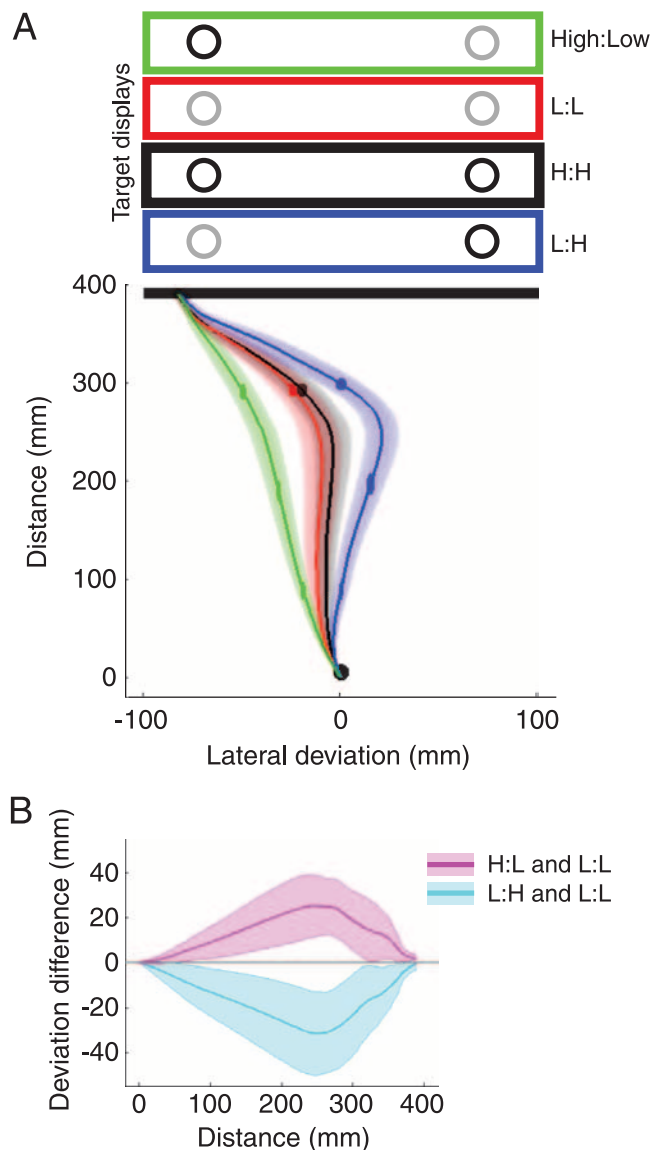 A
Target displays
High:Low
L:L
H:H
L:H
400
300
200
100
0
Distance (mm)
-100 0 100
Lateral deviation (mm)
B
H:L and L:L
L:H and L:L
40
20
0
-20
-40
Deviation difference (mm)
0 100 200 300 400
Distance (mm)